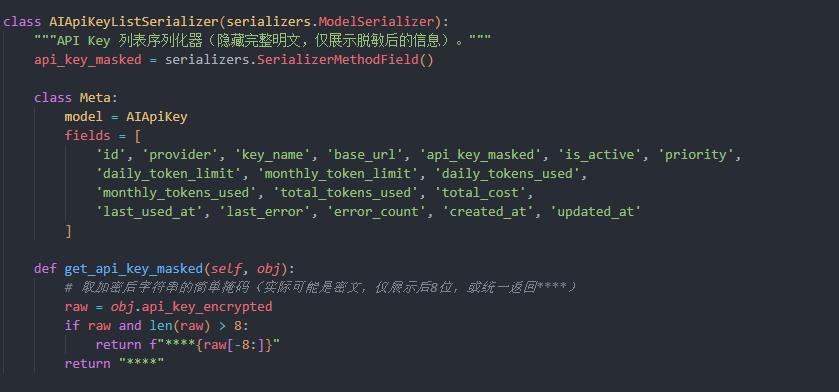 class AIApiKeyListSerializer(serializers.ModelSerializer):
    """API Key 列表序列化器（隐藏完整明文，仅展示脱敏后的信息）。"""
    api_key_masked = serializers.SerializerMethodField()
    class Meta:
        model = AIApiKey
        fields = [
            'id', 'provider', 'key_name', 'base_url', 'api_key_masked', 'is_active', 'priority',
            'daily_token_limit', 'monthly_token_limit', 'daily_tokens_used',
            'monthly_tokens_used', 'total_tokens_used', 'total_cost',
            'last_used_at', 'last_error', 'error_count', 'created_at', 'updated_at'
        ]
    def get_api_key_masked(self, obj):
        # 取加密后字符串的简单掩码（实际可能是密文，仅展示后8位，或统一返回****）
        raw = obj.api_key_encrypted
        if raw and len(raw) > 8:
            return f"****{raw[-8:]}"
        return "****"